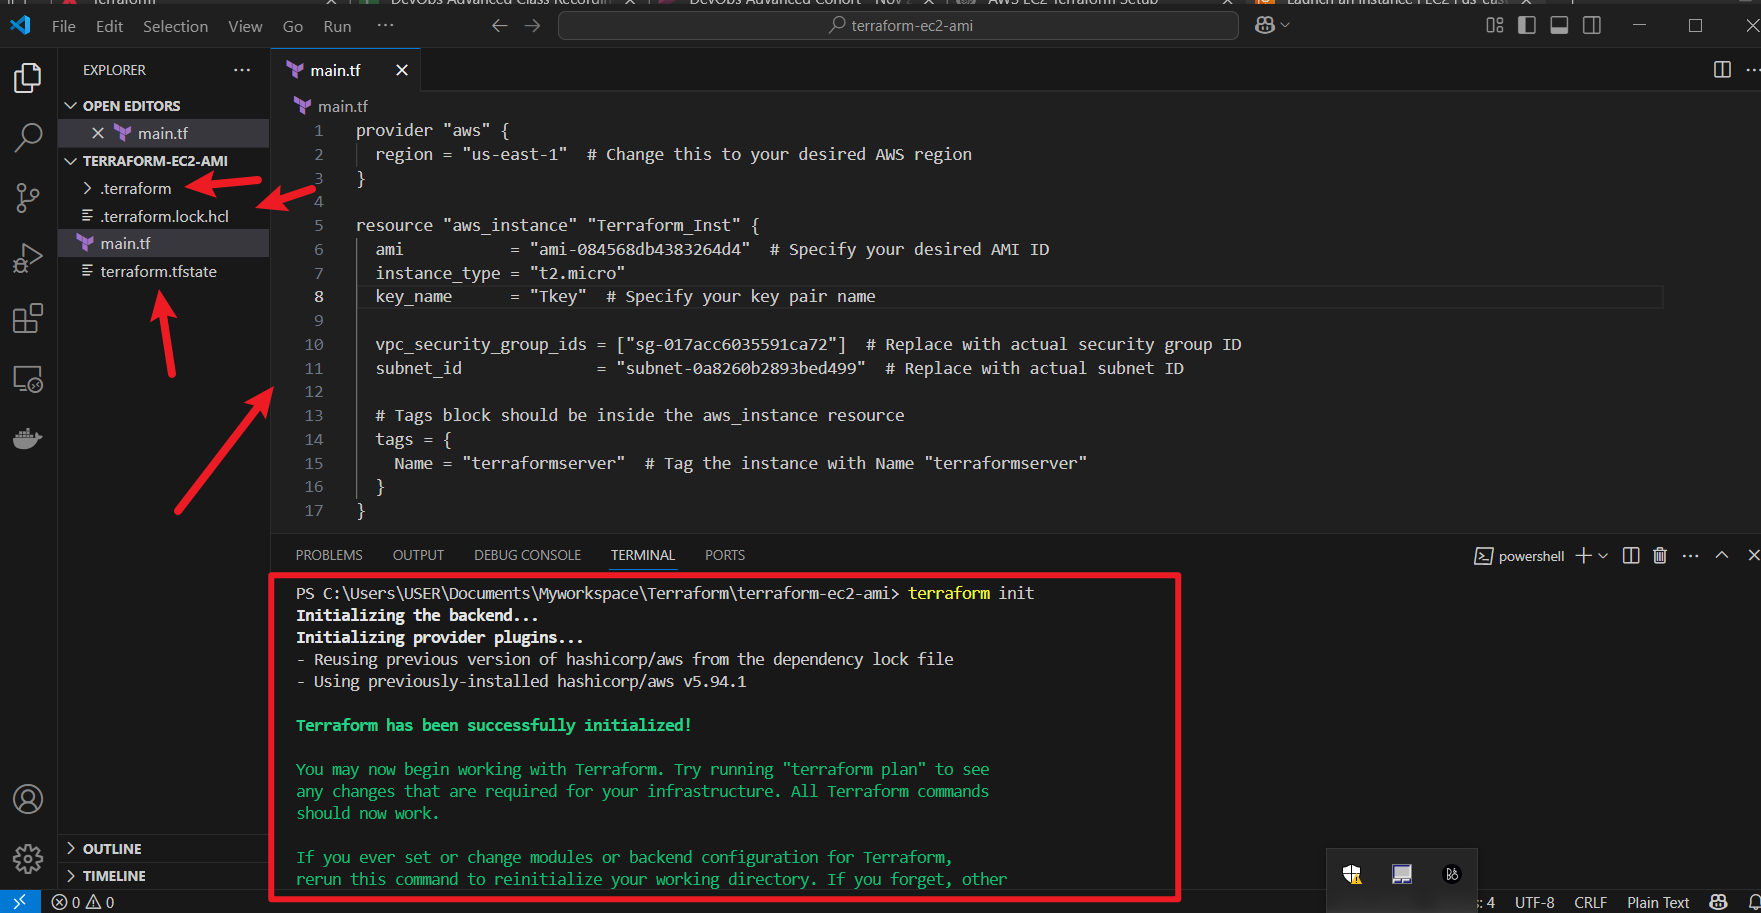 File Edit Selection View Go Run ···
terraform-ec2-ami
EXPLORER
OPEN EDITORS
main.tf
TERRAFORM-EC2-AMI
.terraform
.terraform.lock.hcl
main.tf
terraform.tfstate
OUTLINE
TIMELINE
main.tf
main.tf
1 provider "aws" {
2 region = "us-east-1" # Change this to your desired AWS region
3 }
4
5 resource "aws_instance" "Terraform_Inst" {
6 ami = "ami-084568db4383264d4" # Specify your desired AMI ID
7 instance_type = "t2.micro"
8 key_name = "Tkey" # Specify your key pair name
9
10 vpc_security_group_ids = ["sg-017acc6035591ca72"] # Replace with actual security group ID
11 subnet_id = "subnet-0a8260b2893bed499" # Replace with actual subnet ID
12
13 # Tags block should be inside the aws_instance resource
14 tags = {
15 Name = "terraformserver" # Tag the instance with Name "terraformserver"
16 }
17 }
PROBLEMS OUTPUT DEBUG CONSOLE TERMINAL PORTS
powershell
PS C:\Users\USER\Documents\Myworkspace\Terraform\terraform-ec2-ami> terraform init
Initializing the backend...
Initializing provider plugins...
- Reusing previous version of hashicorp/aws from the dependency lock file
- Using previously-installed hashicorp/aws v5.94.1
Terraform has been successfully initialized!
You may now begin working with Terraform. Try running "terraform plan" to see
any changes that are required for your infrastructure. All Terraform commands
should now work.
If you ever set or change modules or backend configuration for Terraform,
rerun this command to reinitialize your working directory. If you forget, other
0 0
: 4 UTF-8 CRLF Plain Text